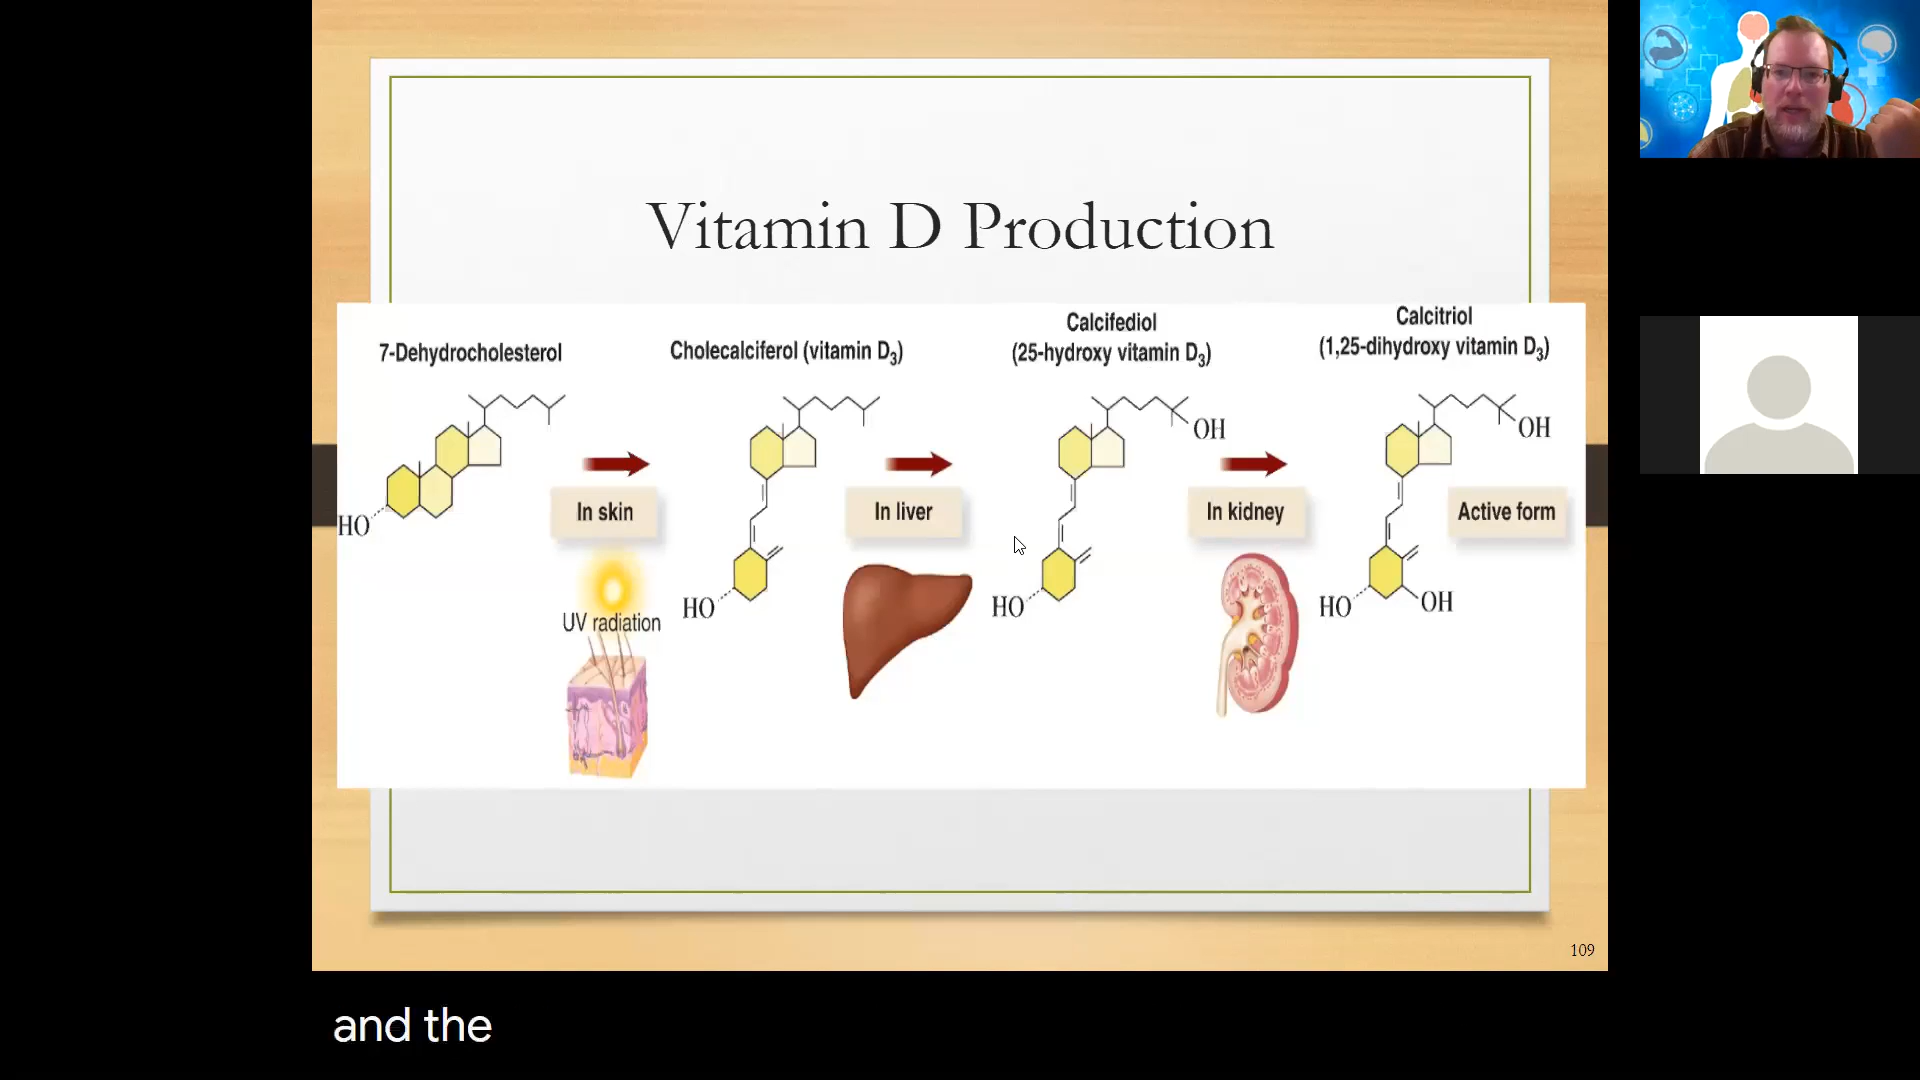 Vitamin D Production
7-Dehydrocholesterol
Cholecalciferol (vitamin D3)
Calcifediol
(25-hydroxy vitamin D3)
Calcitriol
(1,25-dihydroxy vitamin D3)
HO
In skin
UV radiation
HO
In liver
OH
HO
In kidney
OH
HO
OH
Active form
109
and the